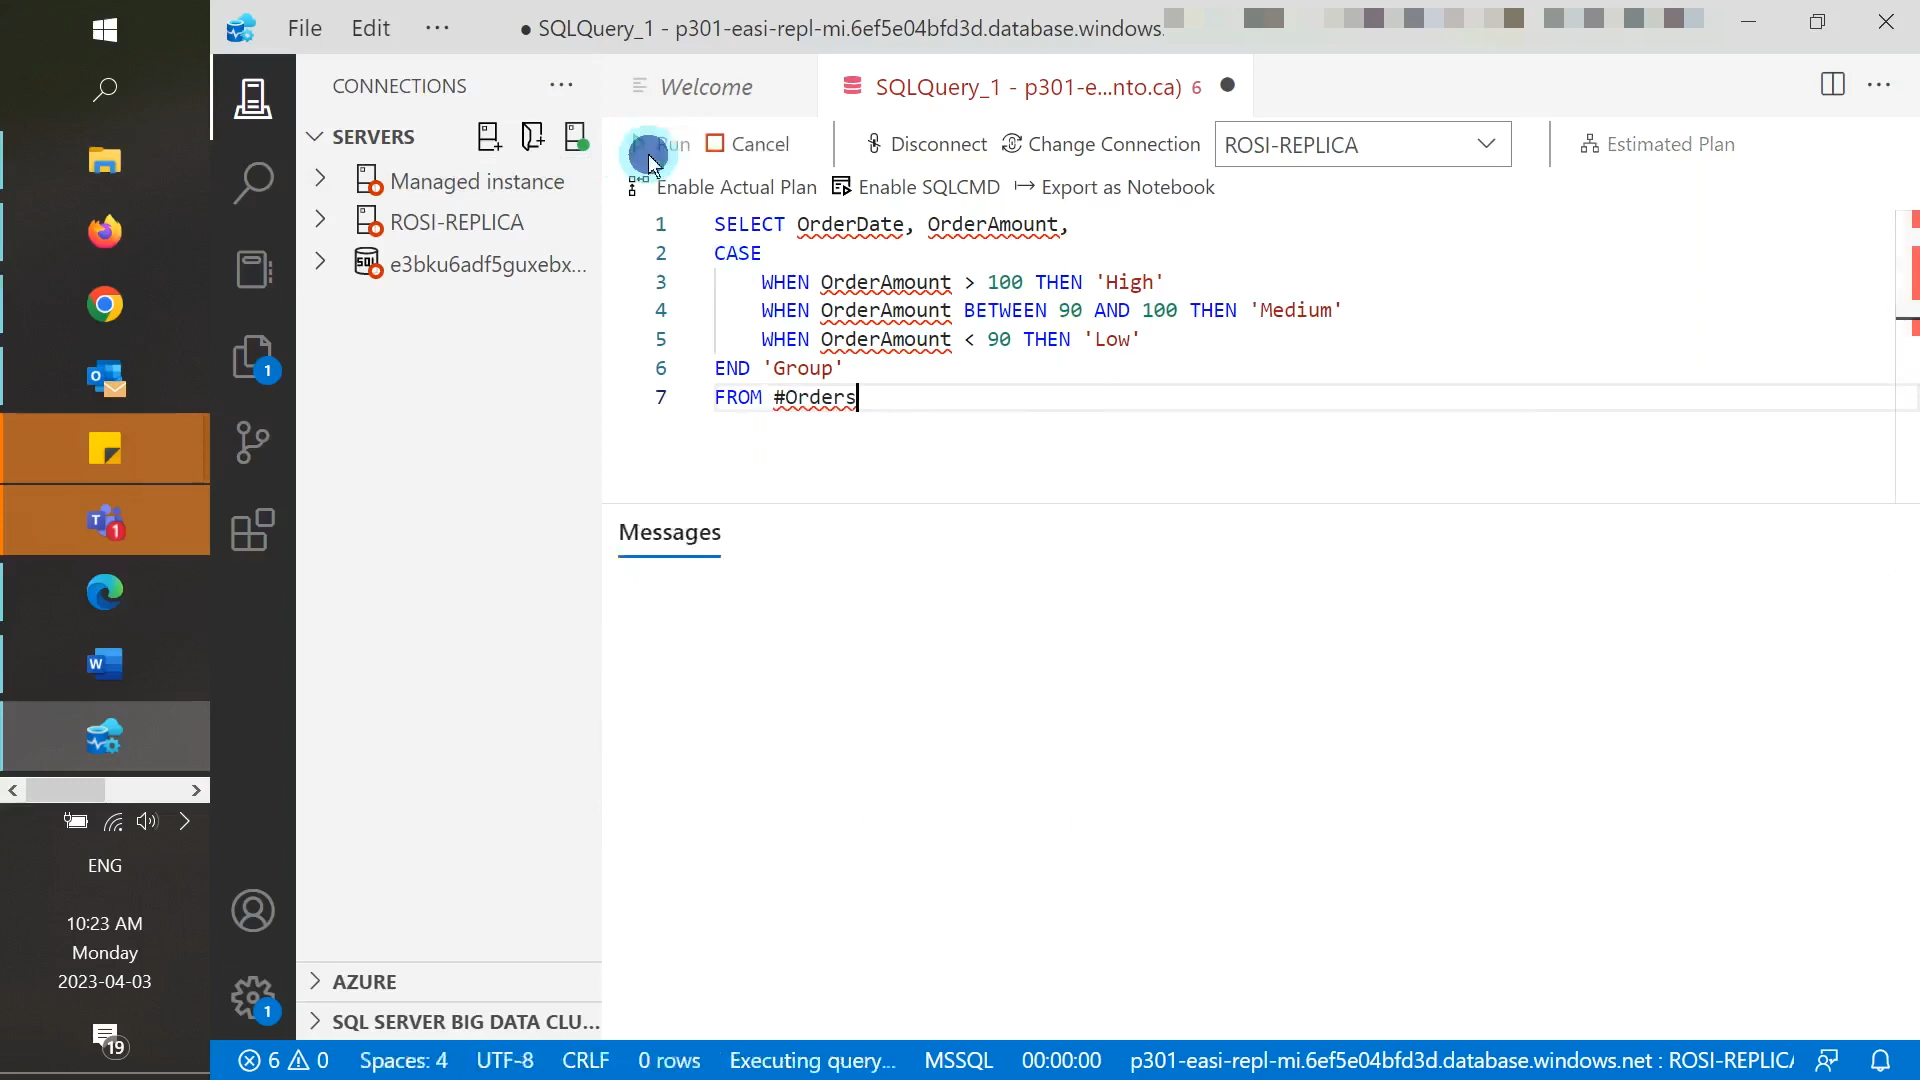 File Edit ···
● SQLQuery_1 - p301-easi-repl-mi.6ef5e04bfd3d.database.windows.
CONNECTIONS ···
Welcome
SQLQuery_1 - p301-e...nto.ca) 6 ●
SERVERS
Managed instance
ROSI-REPLICA
e3bku6adf5guxebx...
Run Cancel Disconnect Change Connection ROSI-REPLICA Estimated Plan
Enable Actual Plan Enable SQLCMD Export as Notebook
1 SELECT OrderDate, OrderAmount,
2 CASE
3 WHEN OrderAmount > 100 THEN 'High'
4 WHEN OrderAmount BETWEEN 90 AND 100 THEN 'Medium'
5 WHEN OrderAmount < 90 THEN 'Low'
6 END 'Group'
7 FROM #Orders
Messages
1
1
AZURE
SQL SERVER BIG DATA CLU...
1
ENG
10:23 AM
Monday
2023-04-03
19
6 0 Spaces: 4 UTF-8 CRLF 0 rows Executing query... MSSQL 00:00:00 p301-easi-repl-mi.6ef5e04bfd3d.database.windows.net : ROSI-REPLICA